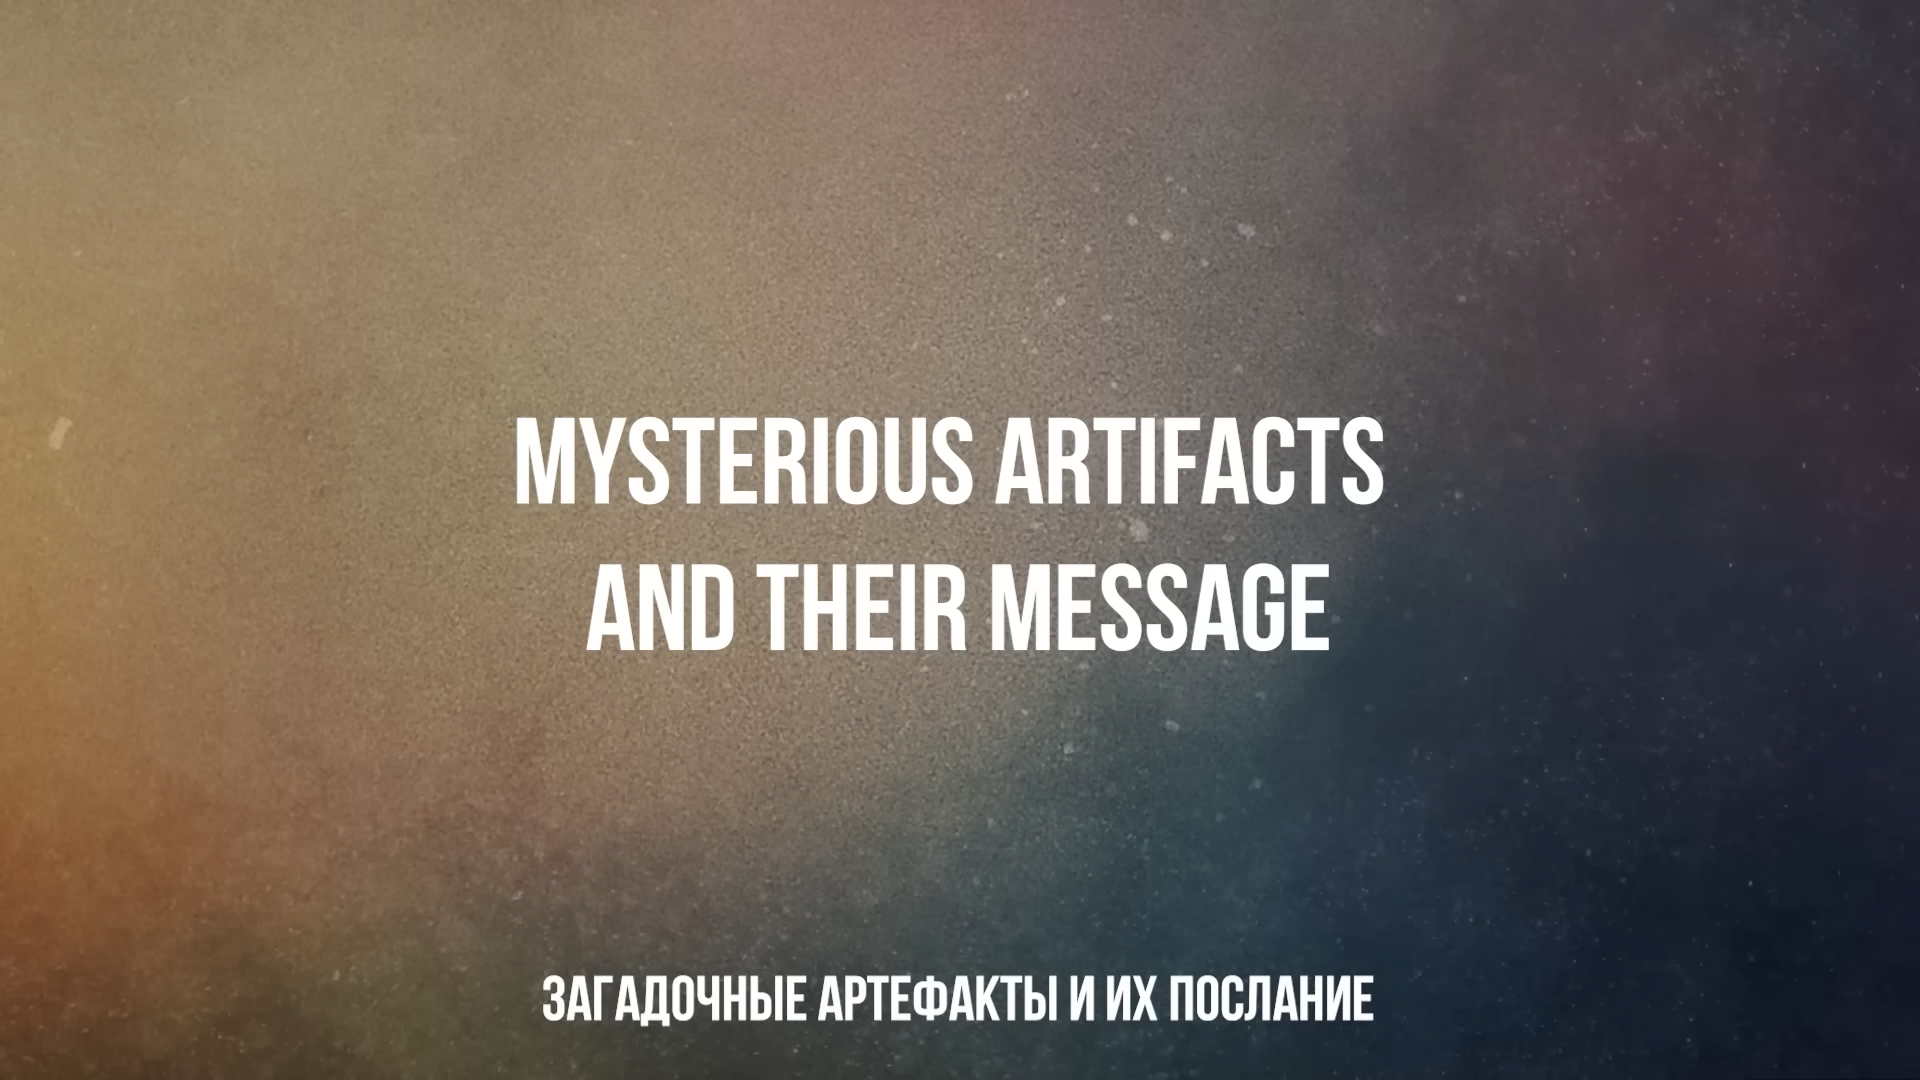 MYSTERIOUS ARTIFACTS
AND THEIR MESSAGE
ЗАГАДОЧНЫЕ АРТЕФАКТЫ И ИХ ПОСЛАНИЕ